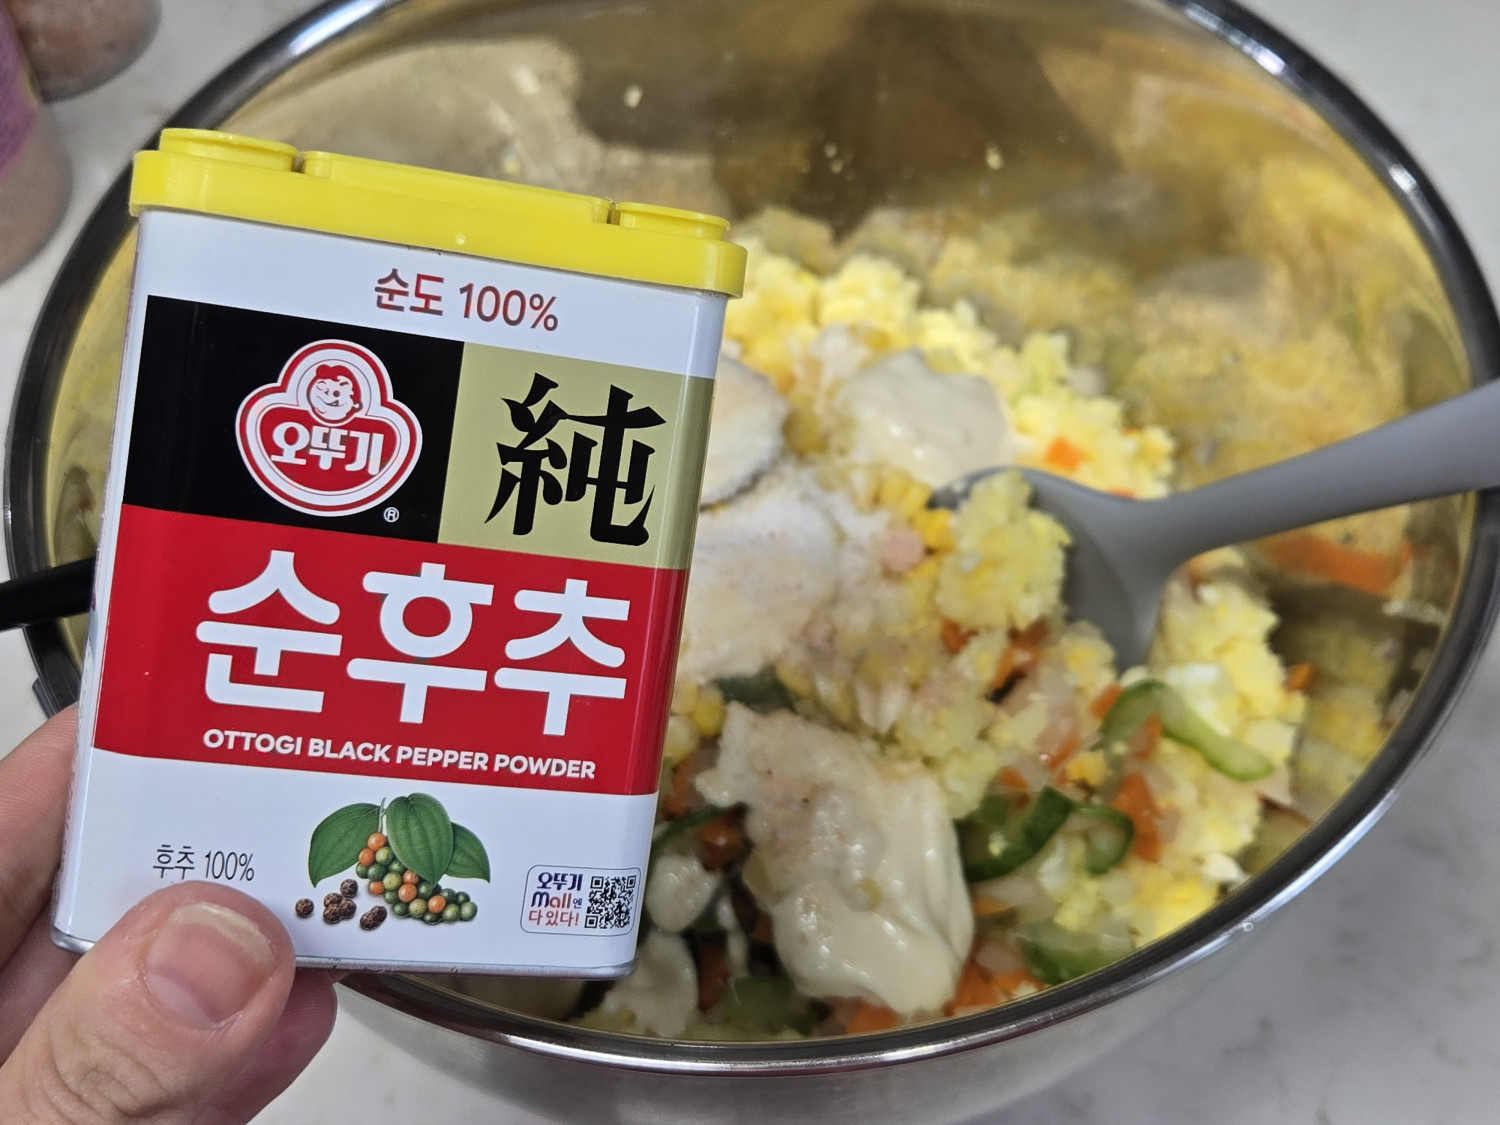 순도 100%
오뚜기
®
純
순후추
OTTOGI BLACK PEPPER POWDER
후추 100%
오뚜기
mall엔
다있다!